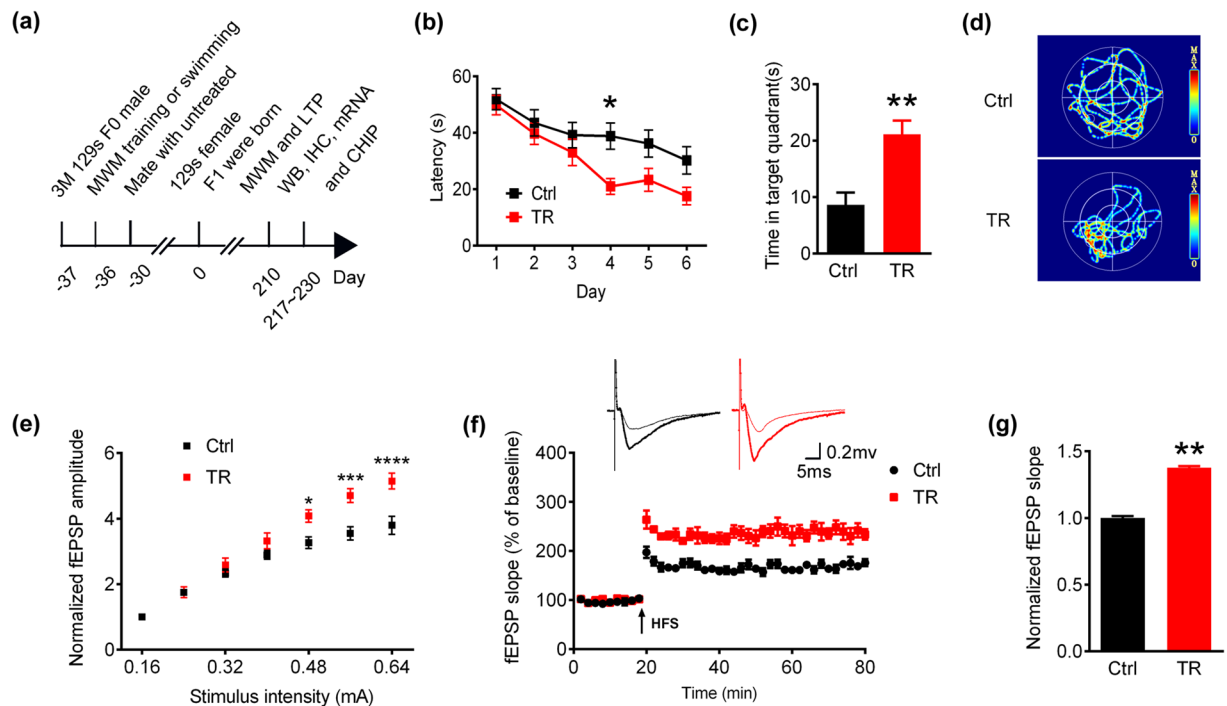 (a)
3M 129s F0 male
MWM training or swimming
Mate with untreated
129s female
F1 were born
MWM and LTP
WB, IHC, mRNA
and CHIP
-37
-36
-30
0
210
217~230
Day
(b)
60
40
20
0
Latency (s)
*
Ctrl
TR
1 2 3 4 5 6
Day
(c)
30
20
10
0
Time in target quadrant(s)
**
Ctrl TR
(d)
Ctrl
MAX
0
TR
MAX
0
(e)
6
4
2
0
Normalized fEPSP amplitude
Ctrl
TR
* *** ****
0.16 0.32 0.48 0.64
Stimulus intensity (mA)
(f)
0.2mv
5ms
400
300
200
100
0
fEPSP slope (% of baseline)
Ctrl
TR
HFS
0 20 40 60 80
Time (min)
(g)
1.5
1.0
0.5
0.0
Normalized fEPSP slope
**
Ctrl TR